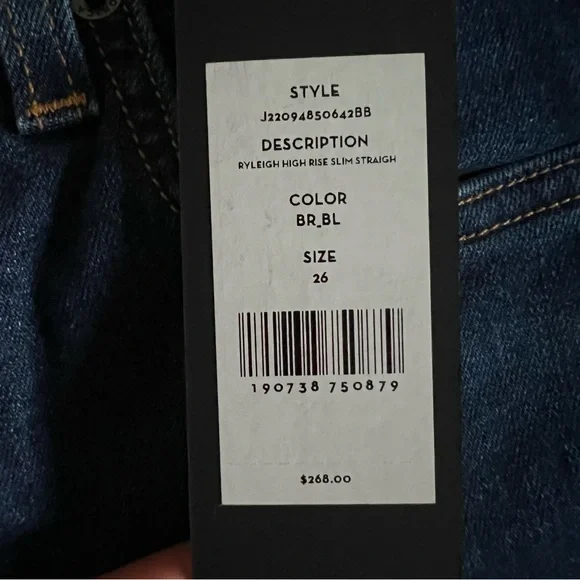 STYLE
J22094850642BB
DESCRIPTION
RYLEIGH HIGH RISE SLIM STRAIGH
COLOR
BR_BL
SIZE
26
190738 750879
$268.00